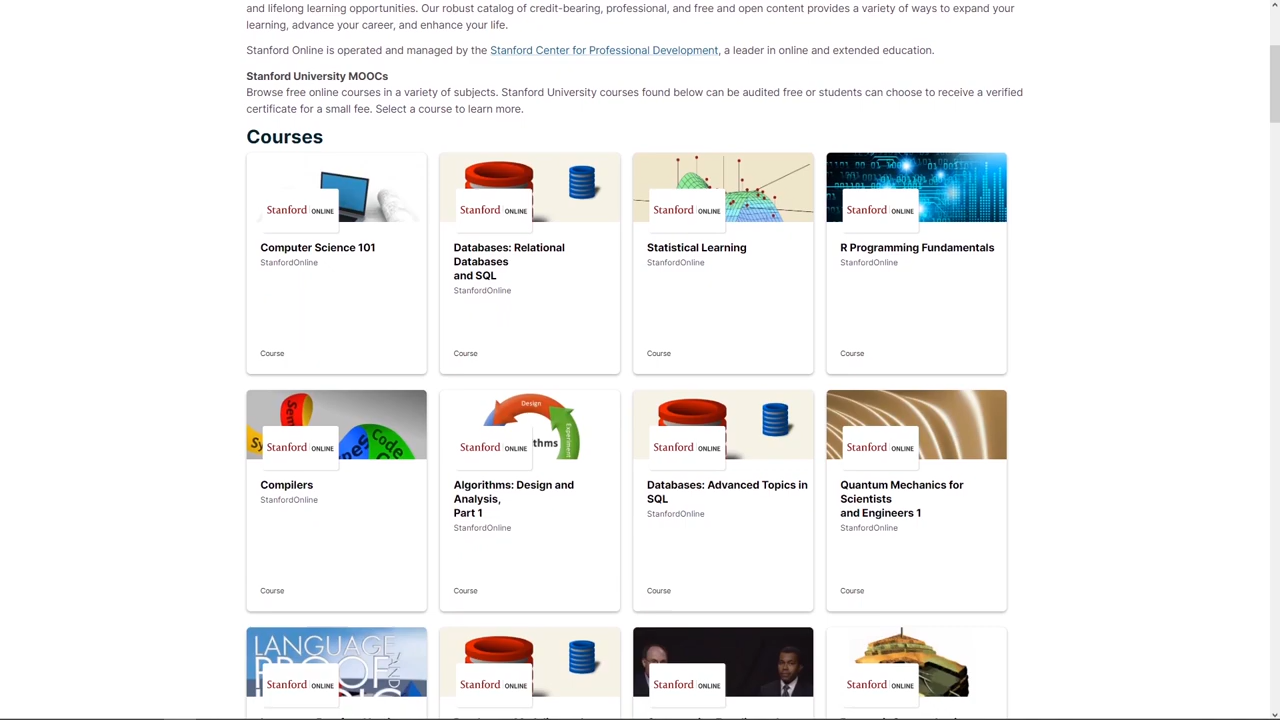 and lifelong learning opportunities. Our robust catalog of credit-bearing, professional, and free and open content provides a variety of ways to expand your
learning, advance your career, and enhance your life.
Stanford Online is operated and managed by the Stanford Center for Professional Development, a leader in online and extended education.
Stanford University MOOCs
Browse free online courses in a variety of subjects. Stanford University courses found below can be audited free or students can choose to receive a verified
certificate for a small fee. Select a course to learn more.
Courses
Stanford ONLINE
Computer Science 101
StanfordOnline
Course
Stanford ONLINE
Databases: Relational
Databases
and SQL
StanfordOnline
Course
Stanford ONLINE
Statistical Learning
StanfordOnline
Course
Stanford ONLINE
R Programming Fundamentals
StanfordOnline
Course
Stanford ONLINE
Compilers
StanfordOnline
Course
Design
Experiment
Stanford ONLINE
Algorithms: Design and
Analysis,
Part 1
StanfordOnline
Course
Stanford ONLINE
Databases: Advanced Topics in
SQL
StanfordOnline
Course
Stanford ONLINE
Quantum Mechanics for
Scientists
and Engineers 1
StanfordOnline
Course
LANGUAGE
Stanford ONLINE
Stanford ONLINE
Stanford ONLINE
Stanford ONLINE